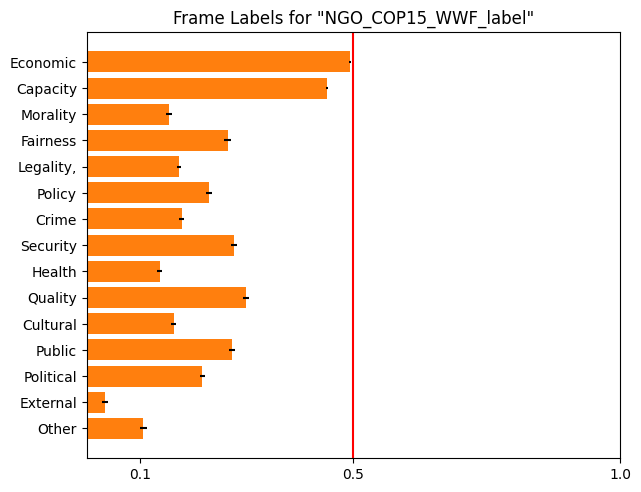 Frame Labels for "NGO_COP15_WWF_label"
Economic
Capacity
Morality
Fairness
Legality,
Policy
Crime
Security
Health
Quality
Cultural
Public
Political
External
Other
0.1 0.5 1.0